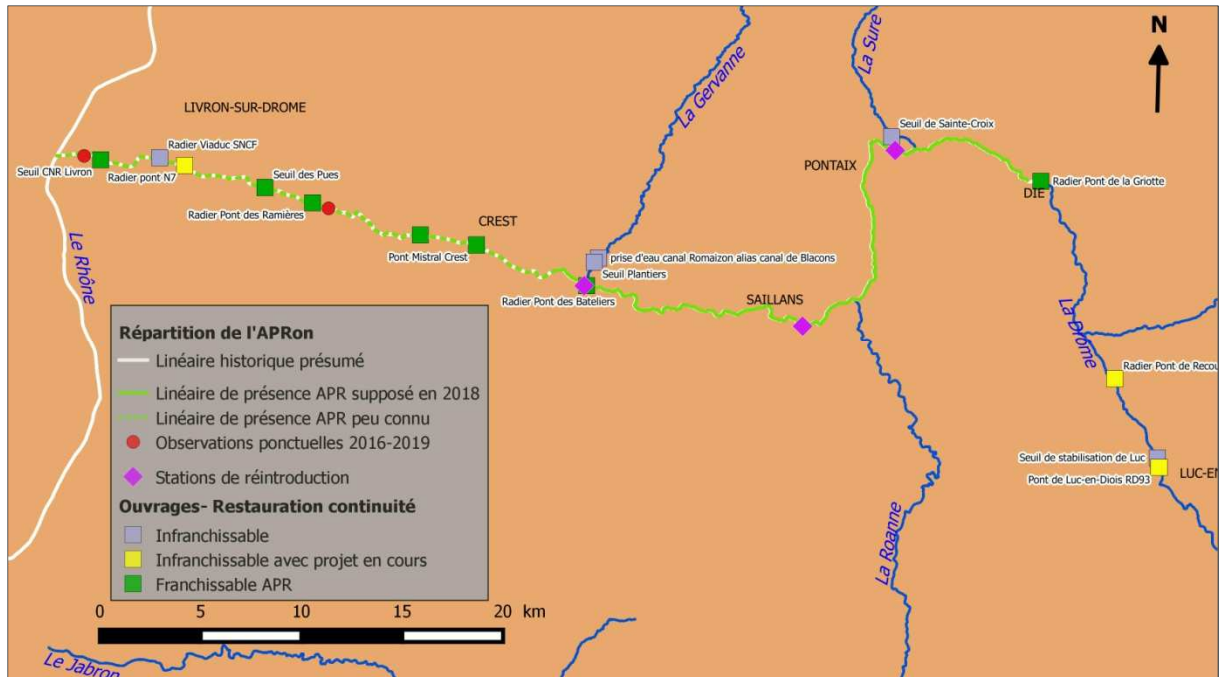 N
LIVRON-SUR-DROME
Radier Viaduc SNCF
Seuil CNR Livron
Radier pont N7
Seuil des Pues
Radier Pont des Ramières
CREST
Pont Mistral Crest
La Gervanne
La Sure
Seuil de Sainte-Croix
PONTAIX
Radier Pont de la Griotte
DIE
prise d'eau canal Romaizon alias canal de Blacons
Seuil Plantiers
Radier Pont des Bateliers
SAILLANS
Le Rhône
La Drôme
Radier Pont de Recou
Seuil de stabilisation de Luc
Pont de Luc-en-Diois RD93
LUC-EN
La Roanne
Répartition de l'APRon
Linéaire historique présumé
Linéaire de présence APR supposé en 2018
Linéaire de présence APR peu connu
Observations ponctuelles 2016-2019
Stations de réintroduction
Ouvrages- Restauration continuité
Infranchissable
Infranchissable avec projet en cours
Franchissable APR
0 5 10 15 20 km
Le Jabron